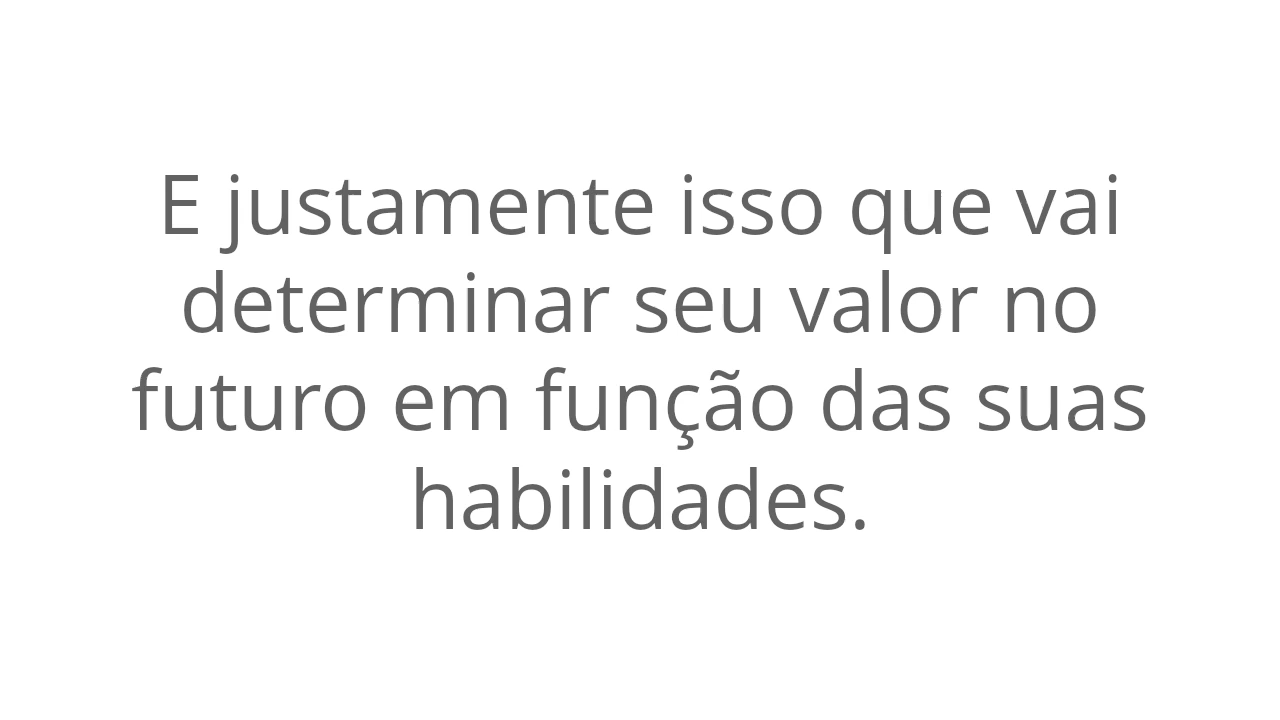 E justamente isso que vai
determinar seu valor no
futuro em função das suas
habilidades.